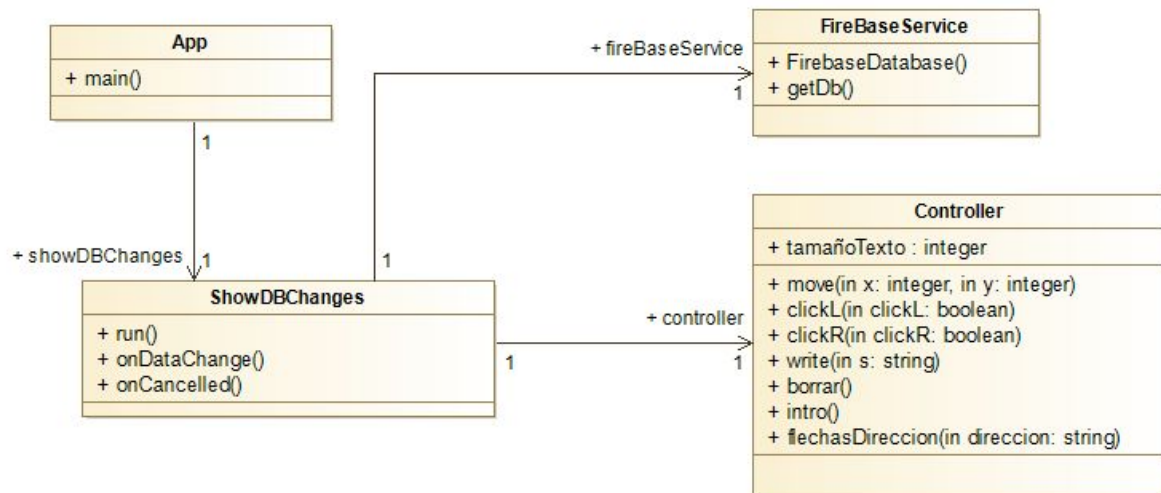 App
+ main()
1
+ showDBChanges
1
ShowDBChanges
+ run()
+ onDataChange()
+ onCancelled()
1
+ fireBaseService
1
FireBaseService
+ FirebaseDatabase()
+ getDb()
1
+ controller
1
Controller
+ tamañoTexto : integer
+ move(in x: integer, in y: integer)
+ clickL(in clickL: boolean)
+ clickR(in clickR: boolean)
+ write(in s: string)
+ borrar()
+ intro()
+ flechasDireccion(in direccion: string)